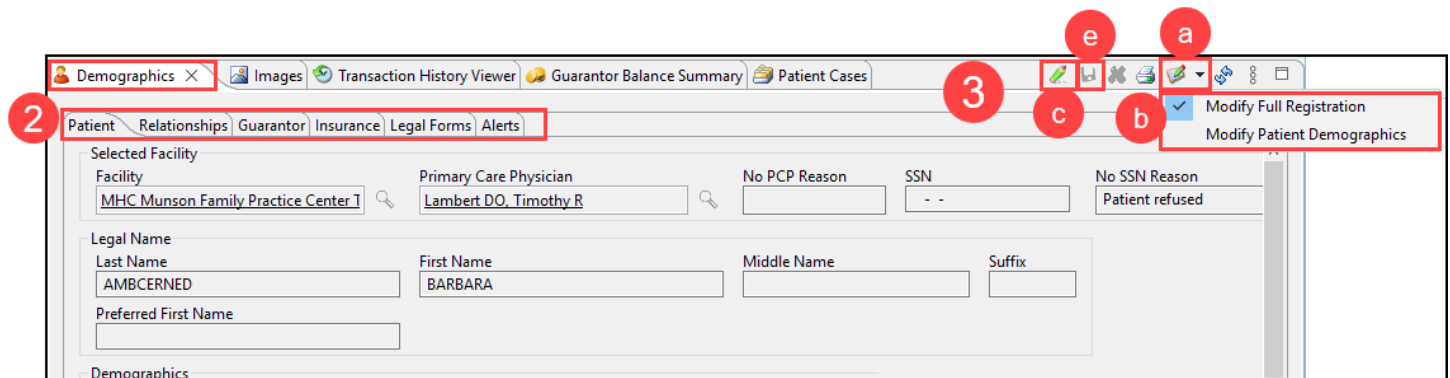 e a
Demographics Images Transaction History Viewer Guarantor Balance Summary Patient Cases
3
c b
Modify Full Registration
Modify Patient Demographics
2
Patient Relationships Guarantor Insurance Legal Forms Alerts
Selected Facility
Facility Primary Care Physician No PCP Reason SSN No SSN Reason
MHC Munson Family Practice Center T Lambert DO, Timothy R - - Patient refused
Legal Name
Last Name First Name Middle Name Suffix
AMBCERNED BARBARA
Preferred First Name
Demographics